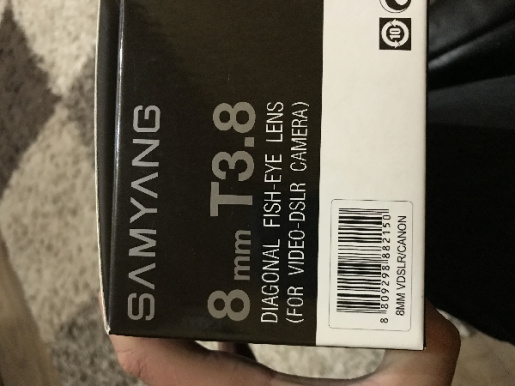 SAMYANG
8 mm T3.8
DIAGONAL FISH-EYE LENS
(FOR VIDEO-DSLR CAMERA)
10
8 809298 882150
8MM VDSLR/CANON